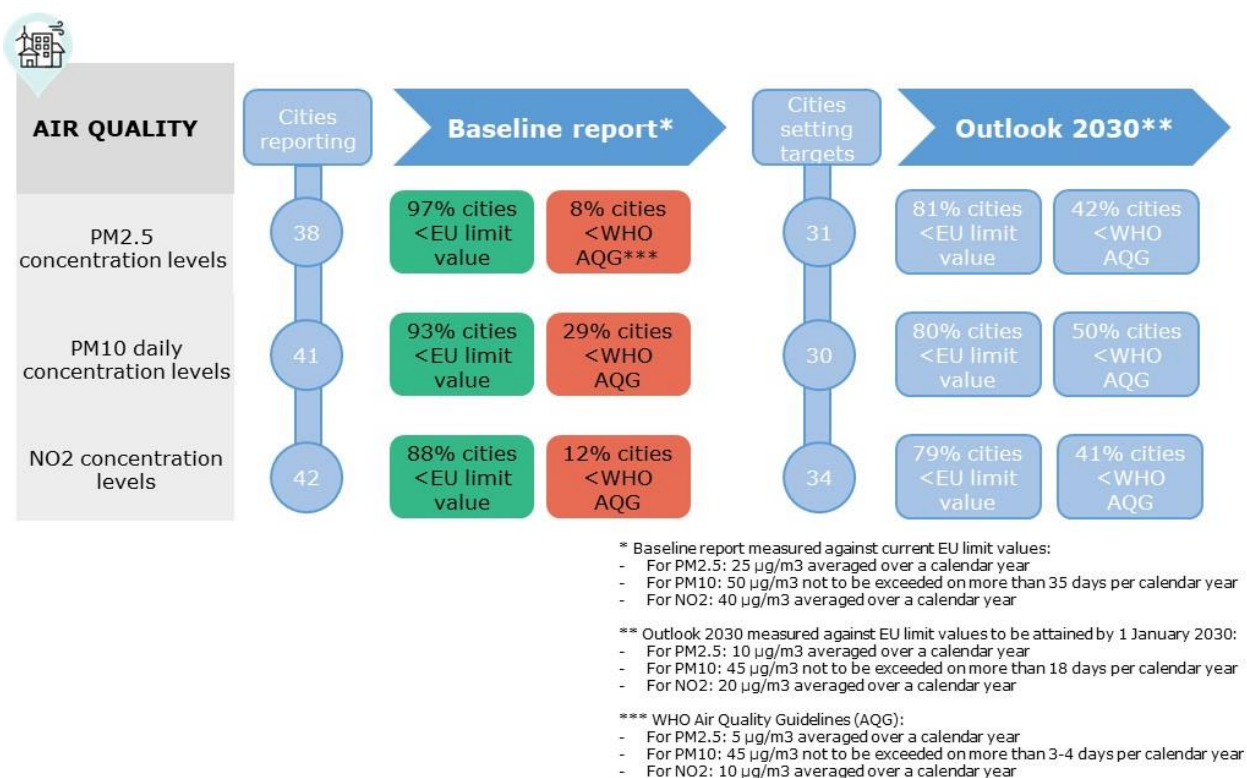 AIR QUALITY
Cities
reporting
Baseline report*
Cities
setting
targets
Outlook 2030**
PM2.5
concentration levels
38
97% cities
<EU limit
value
8% cities
<WHO
AQG***
31
81% cities
<EU limit
value
42% cities
<WHO
AQG
PM10 daily
concentration levels
41
93% cities
<EU limit
value
29% cities
<WHO
AQG
30
80% cities
<EU limit
value
50% cities
<WHO
AQG
NO2 concentration
levels
42
88% cities
<EU limit
value
12% cities
<WHO
AQG
34
79% cities
<EU limit
value
41% cities
<WHO
AQG
* Baseline report measured against current EU limit values:
- For PM2.5: 25 µg/m3 averaged over a calendar year
- For PM10: 50 µg/m3 not to be exceeded on more than 35 days per calendar year
- For NO2: 40 µg/m3 averaged over a calendar year
** Outlook 2030 measured against EU limit values to be attained by 1 January 2030:
- For PM2.5: 10 µg/m3 averaged over a calendar year
- For PM10: 45 µg/m3 not to be exceeded on more than 18 days per calendar year
- For NO2: 20 µg/m3 averaged over a calendar year
*** WHO Air Quality Guidelines (AQG):
- For PM2.5: 5 µg/m3 averaged over a calendar year
- For PM10: 45 µg/m3 not to be exceeded on more than 3-4 days per calendar year
- For NO2: 10 µg/m3 averaged over a calendar year